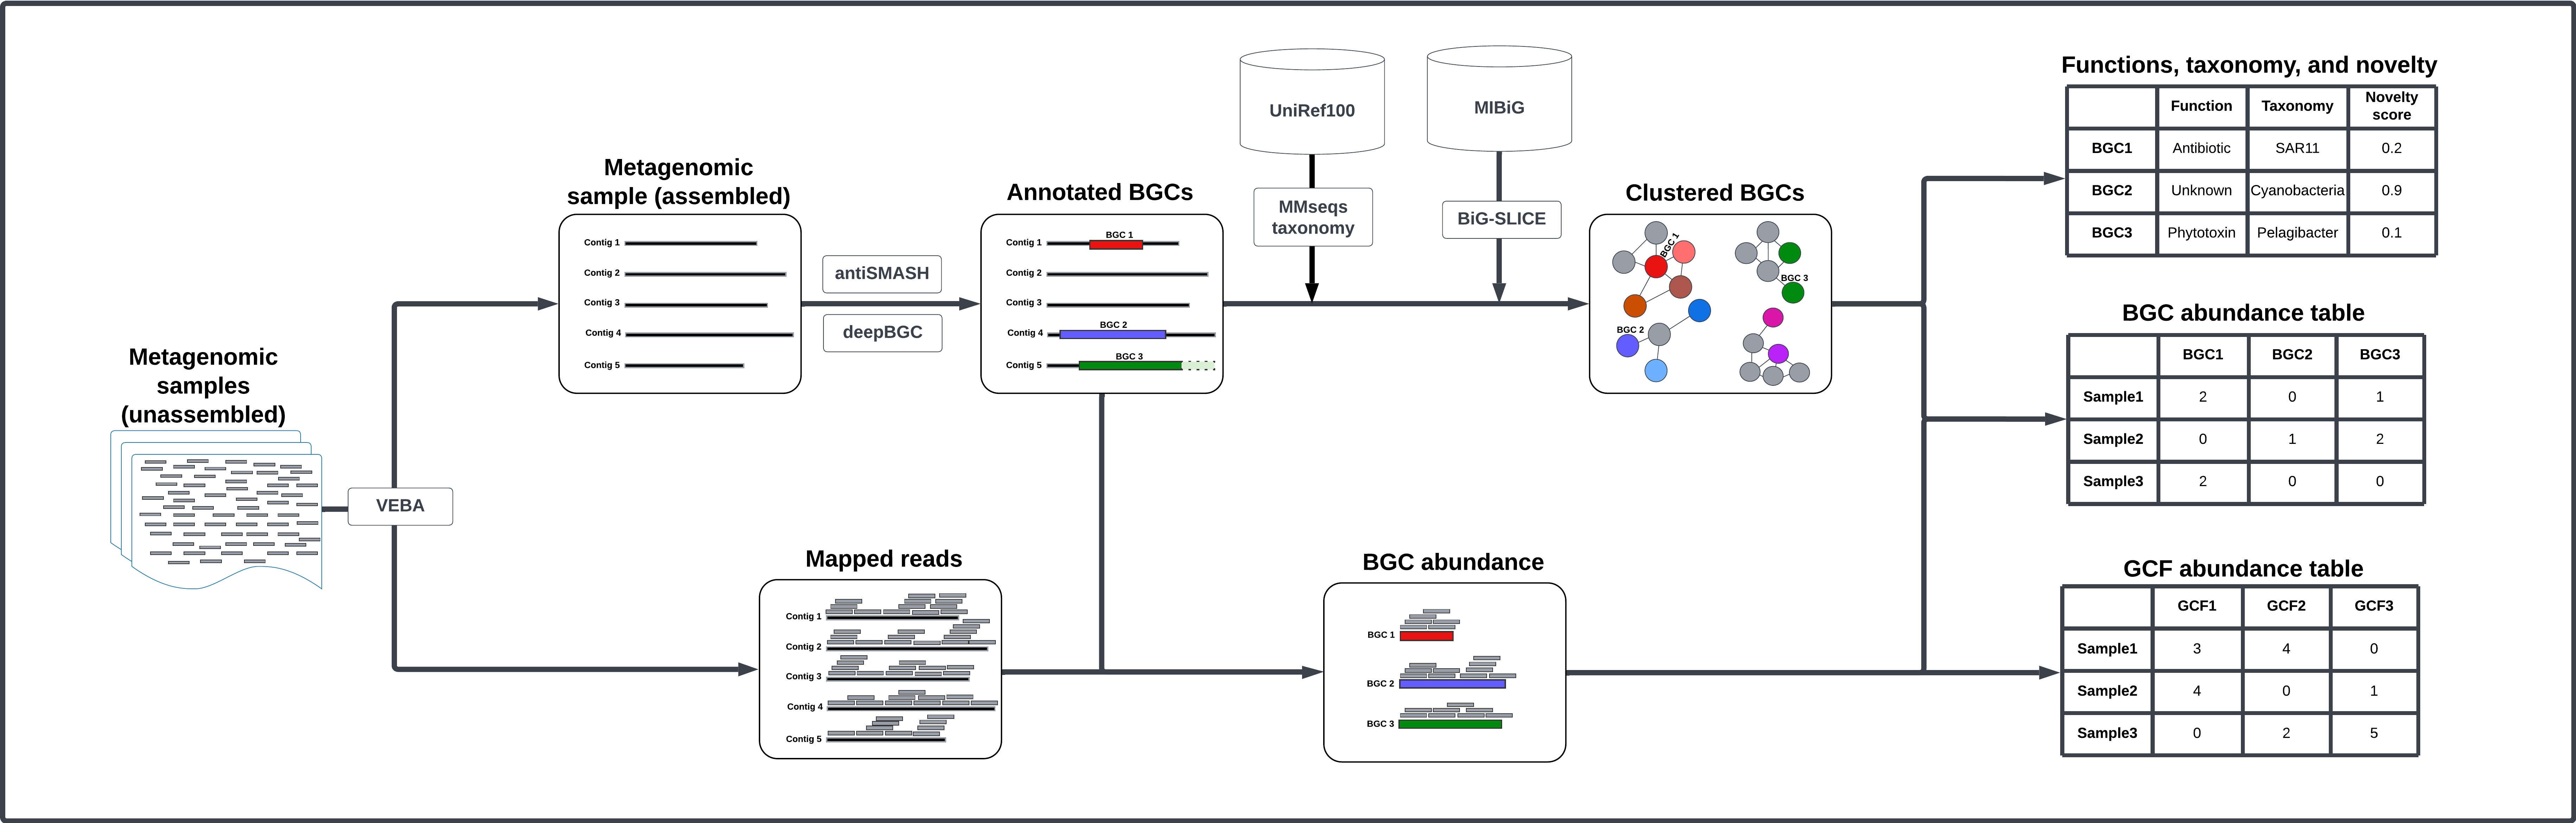 Metagenomic
samples
(unassembled)
VEBA
Metagenomic
sample (assembled)
Contig 1
Contig 2
Contig 3
Contig 4
Contig 5
antiSMASH
deepBGC
Annotated BGCs
Contig 1
BGC 1
Contig 2
Contig 3
Contig 4
BGC 2
Contig 5
BGC 3
UniRef100
MMseqs
taxonomy
MIBiG
BiG-SLICE
Clustered BGCs
BGC 1
BGC 2
BGC 3
Mapped reads
Contig 1
Contig 2
Contig 3
Contig 4
Contig 5
BGC abundance
BGC 1
BGC 2
BGC 3
Functions, taxonomy, and novelty
Function Taxonomy Novelty score
BGC1 Antibiotic SAR11 0.2
BGC2 Unknown Cyanobacteria 0.9
BGC3 Phytotoxin Pelagibacter 0.1
BGC abundance table
BGC1 BGC2 BGC3
Sample1 2 0 1
Sample2 0 1 2
Sample3 2 0 0
GCF abundance table
GCF1 GCF2 GCF3
Sample1 3 4 0
Sample2 4 0 1
Sample3 0 2 5